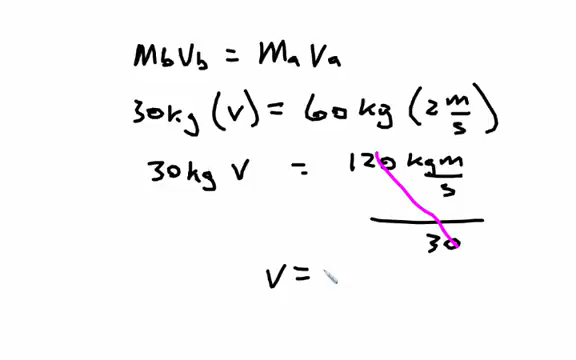 MbVb = MaVa
30kg (v) = 60kg (2 m/s)
30kg V = 120 kgm/s
30
V =